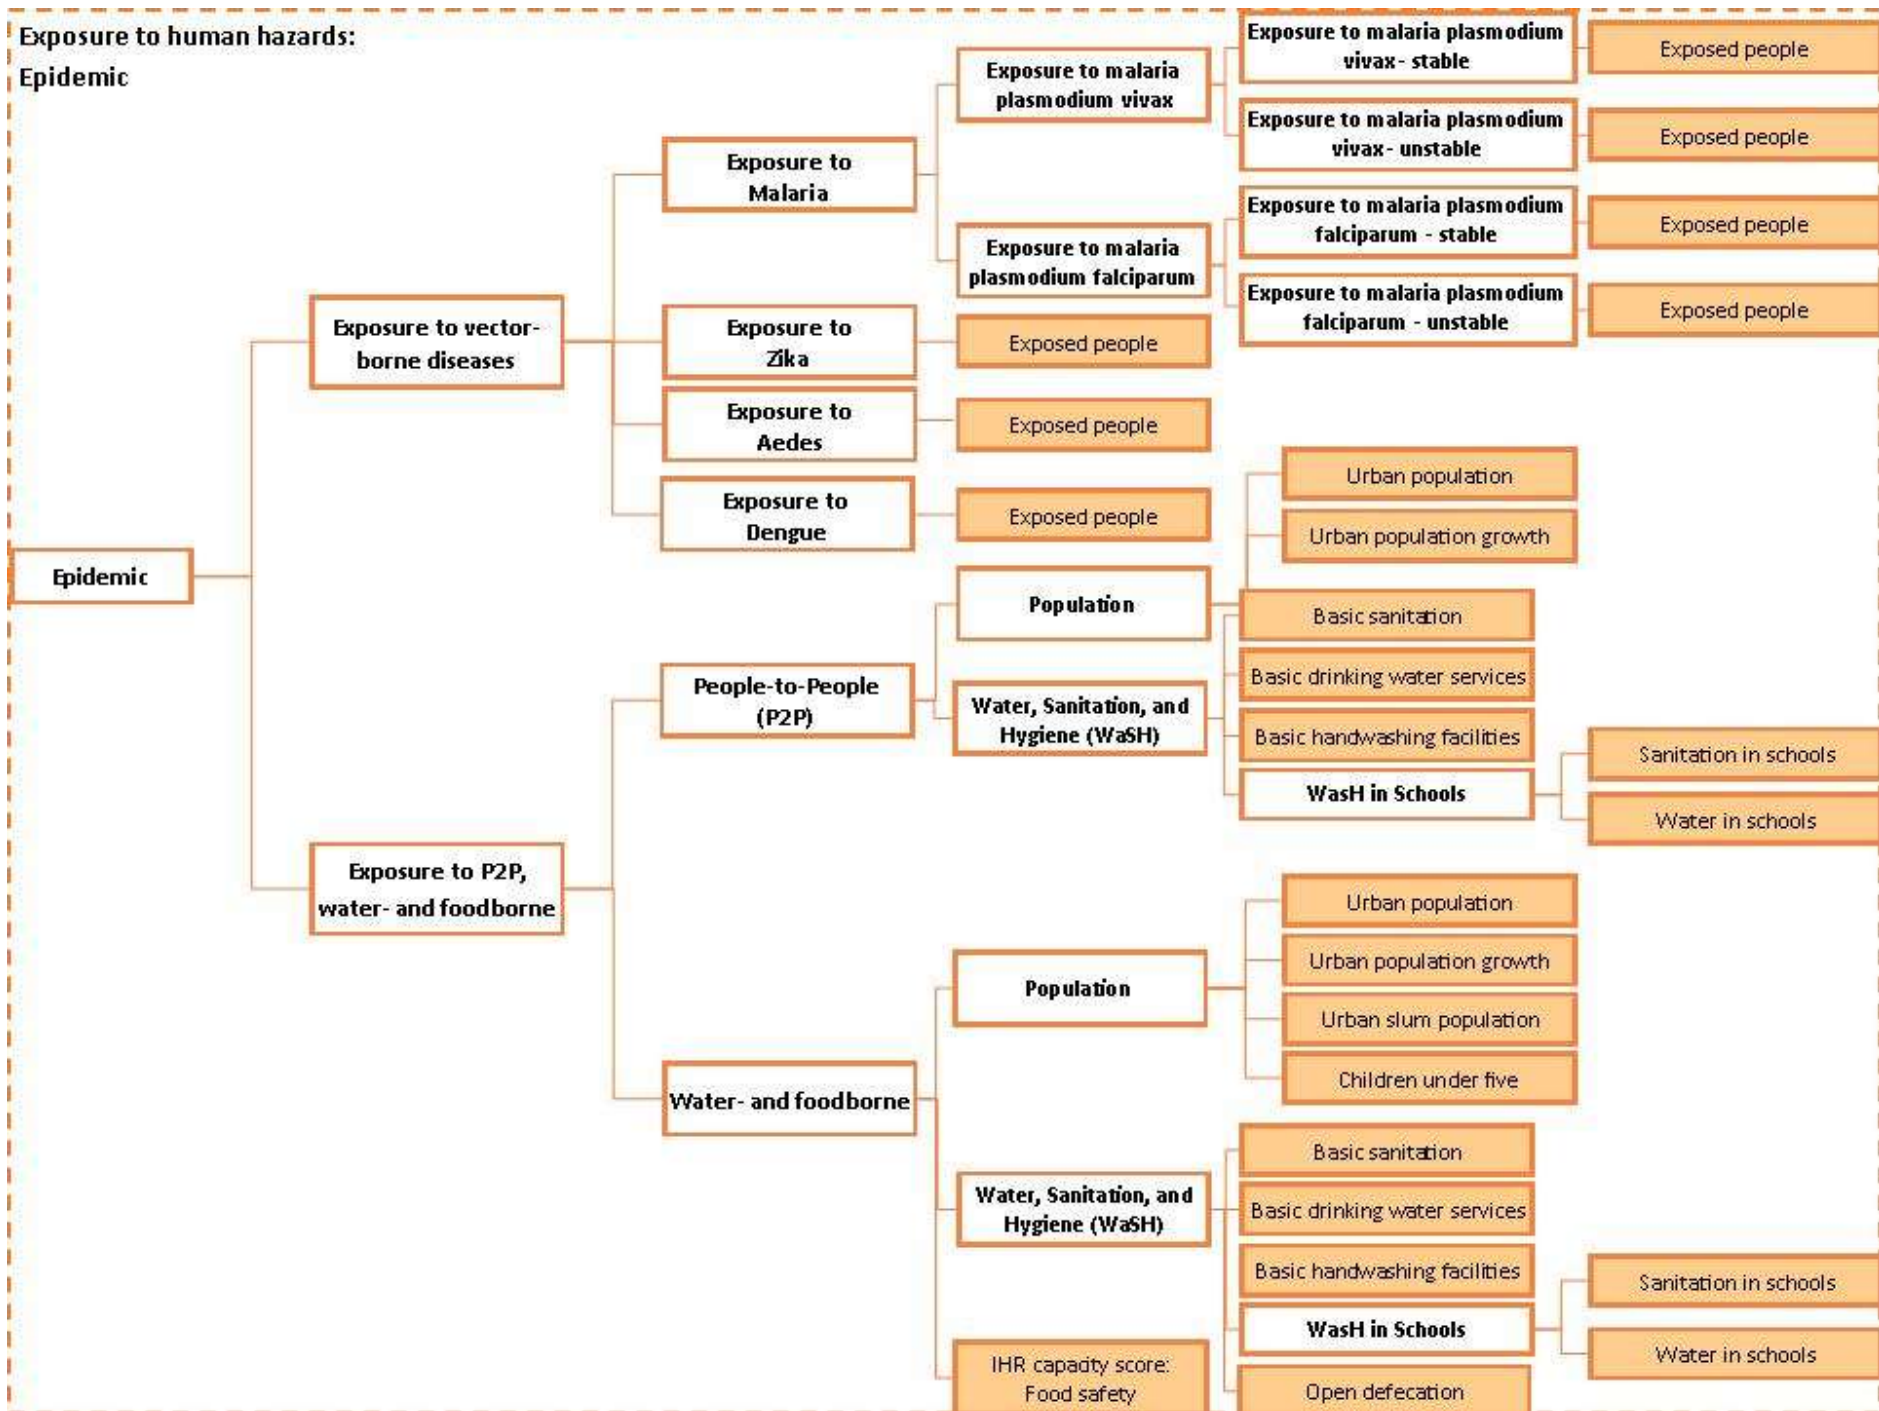 Exposure to human hazards:
Epidemic
Epidemic
Exposure to vector-
borne diseases
Exposure to
Malaria
Exposure to malaria
plasmodium vivax
Exposure to malaria plasmodium
vivax- stable
Exposed people
Exposure to malaria plasmodium
vivax- unstable
Exposed people
Exposure to malaria
plasmodium falciparum
Exposure to malaria plasmodium
falciparum - stable
Exposed people
Exposure to malaria plasmodium
falciparum - unstable
Exposed people
Exposure to
Zika
Exposed people
Exposure to
Aedes
Exposed people
Exposure to
Dengue
Exposed people
Exposure to P2P,
water- and foodborne
People-to-People
(P2P)
Population
Urban population
Urban population growth
Water, Sanitation, and
Hygiene (WaSH)
Basic sanitation
Basic drinking water services
Basic handwashing facilities
WasH in Schools
Sanitation in schools
Water in schools
Water- and foodborne
Population
Urban population
Urban population growth
Urban slum population
Children under five
Water, Sanitation, and
Hygiene (WaSH)
Basic sanitation
Basic drinking water services
Basic handwashing facilities
WasH in Schools
Sanitation in schools
Water in schools
Open defecation
IHR capacity score:
Food safety